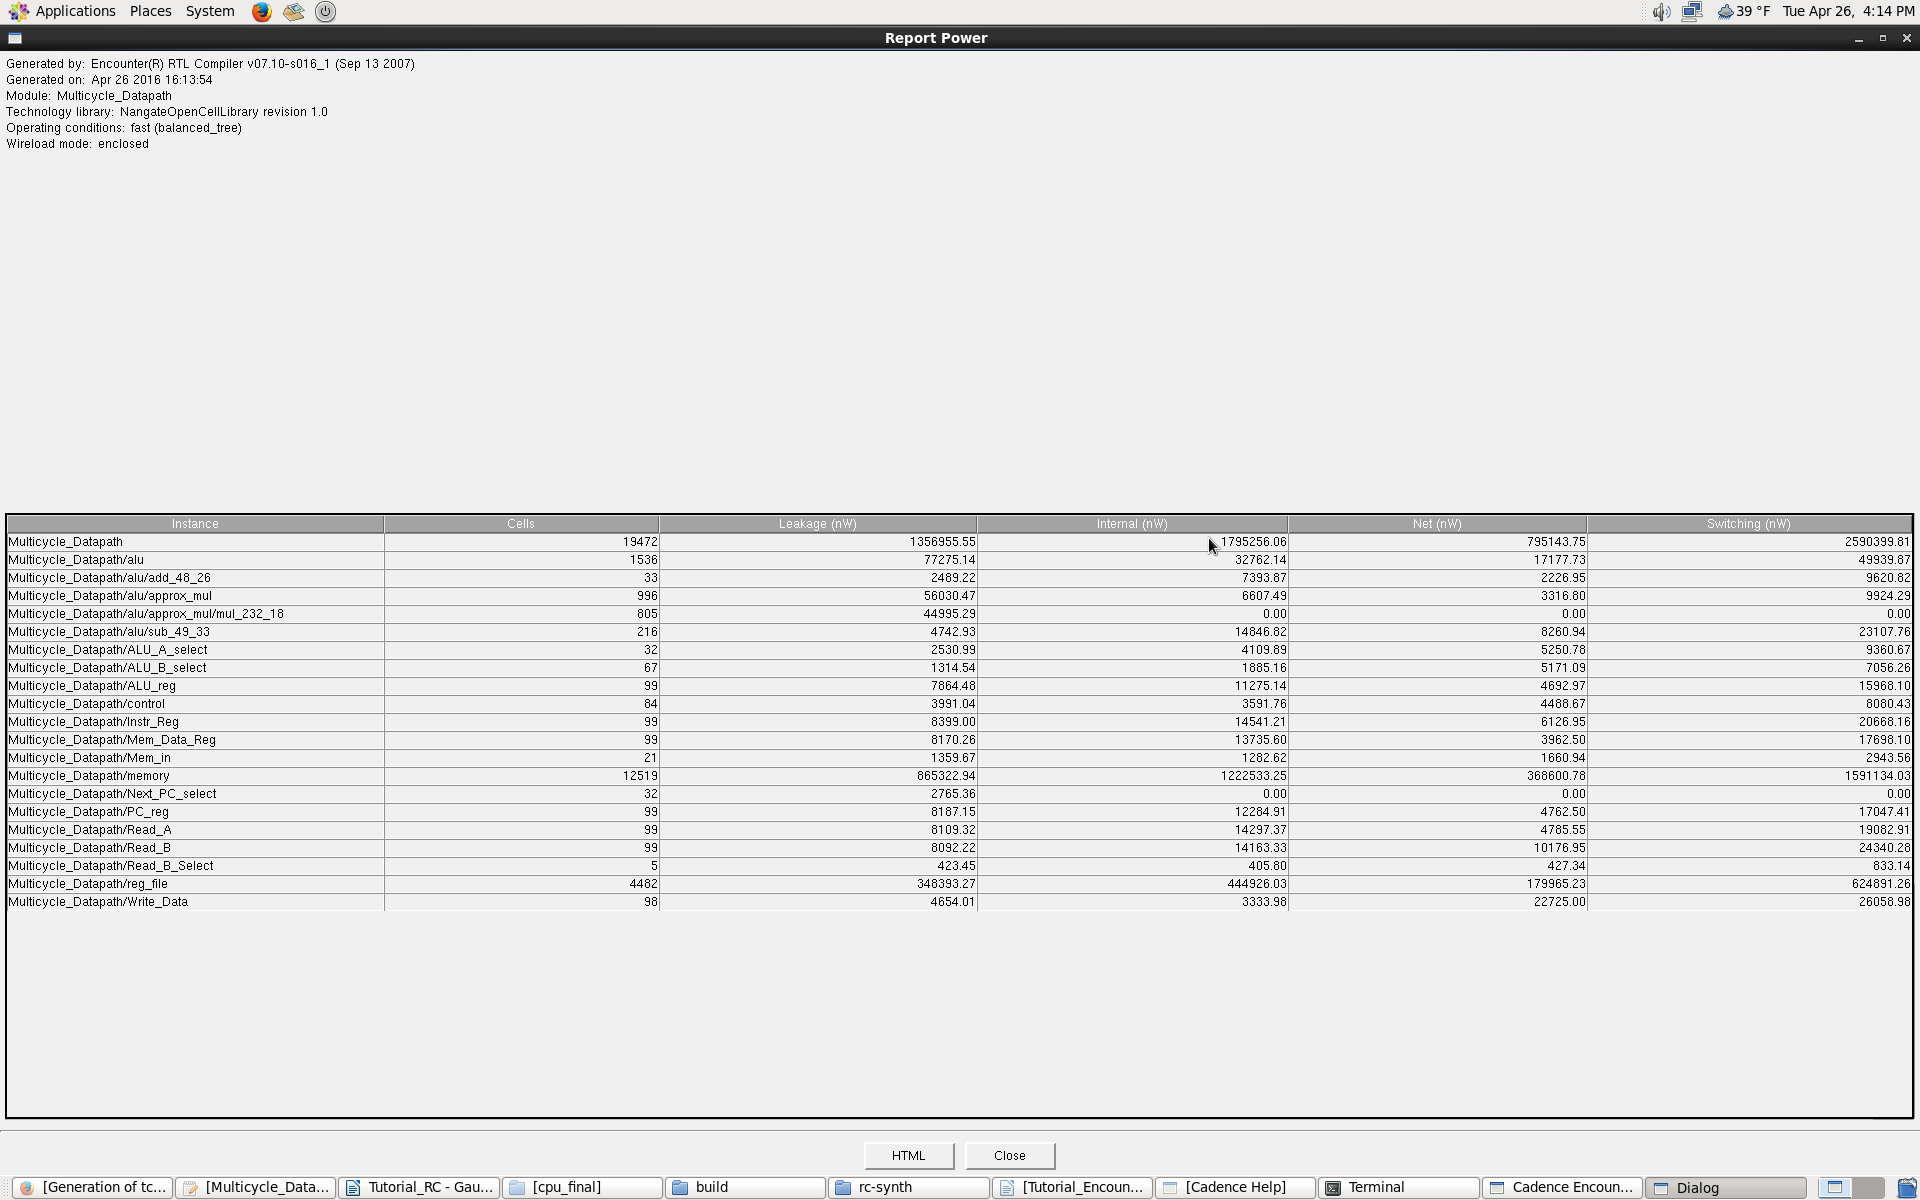 Applications Places System 39 °F Tue Apr 26, 4:14 PM
Report Power
Generated by: Encounter(R) RTL Compiler v07.10-s016_1 (Sep 13 2007)
Generated on: Apr 26 2016 16:13:54
Module: Multicycle_Datapath
Technology library: NangateOpenCellLibrary revision 1.0
Operating conditions: fast (balanced_tree)
Wireload mode: enclosed
Instance Cells Leakage (nW) Internal (nW) Net (nW) Switching (nW)
Multicycle_Datapath 19472 1356955.55 1795256.06 795143.75 2590399.81
Multicycle_Datapath/alu 1536 77275.14 32762.14 17177.73 49939.87
Multicycle_Datapath/alu/add_48_26 33 2489.22 7393.87 2226.95 9620.82
Multicycle_Datapath/alu/approx_mul 996 56030.47 6607.49 3316.80 9924.29
Multicycle_Datapath/alu/approx_mul/mul_232_18 805 44995.29 0.00 0.00 0.00
Multicycle_Datapath/alu/sub_49_33 216 4742.93 14846.82 8260.94 23107.76
Multicycle_Datapath/ALU_A_select 32 2530.99 4109.89 5250.78 9360.67
Multicycle_Datapath/ALU_B_select 67 1314.54 1885.16 5171.09 7056.26
Multicycle_Datapath/ALU_reg 99 7864.48 11275.14 4692.97 15968.10
Multicycle_Datapath/control 84 3991.04 3591.76 4488.67 8080.43
Multicycle_Datapath/Instr_Reg 99 8399.00 14541.21 6126.95 20668.16
Multicycle_Datapath/Mem_Data_Reg 99 8170.26 13735.60 3962.50 17698.10
Multicycle_Datapath/Mem_in 21 1359.67 1282.62 1660.94 2943.56
Multicycle_Datapath/memory 12519 865322.94 1222533.25 368600.78 1591134.03
Multicycle_Datapath/Next_PC_select 32 2765.36 0.00 0.00 0.00
Multicycle_Datapath/PC_reg 99 8187.15 12284.91 4762.50 17047.41
Multicycle_Datapath/Read_A 99 8109.32 14297.37 4785.55 19082.91
Multicycle_Datapath/Read_B 99 8092.22 14163.33 10176.95 24340.28
Multicycle_Datapath/Read_B_Select 5 423.45 405.80 427.34 833.14
Multicycle_Datapath/reg_file 4482 348393.27 444926.03 179965.23 624891.26
Multicycle_Datapath/Write_Data 98 4654.01 3333.98 22725.00 26058.98
HTML Close
[Generation of tc... [Multicycle_Data... Tutorial_RC - Gau... [cpu_final] build rc-synth [Tutorial_Encoun... [Cadence Help] Terminal Cadence Encoun... Dialog